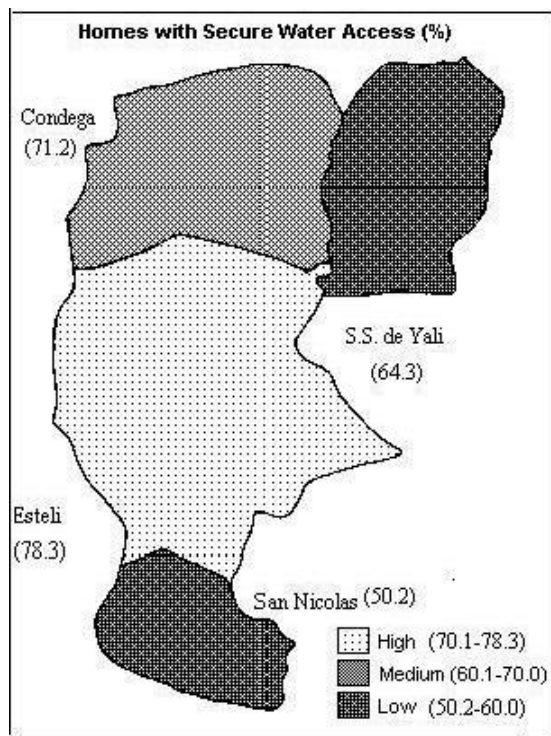 Homes with Secure Water Access (%)
Condega
(71.2)
S.S. de Yali
(64.3)
Esteli
(78.3)
San Nicolas (50.2)
High (70.1-78.3)
Medium (60.1-70.0)
Low (50.2-60.0)